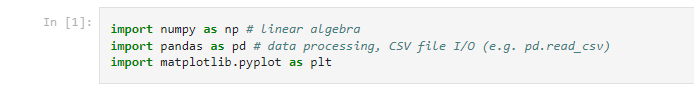 In [1]:
import numpy as np # linear algebra
import pandas as pd # data processing, CSV file I/O (e.g. pd.read_csv)
import matplotlib.pyplot as plt